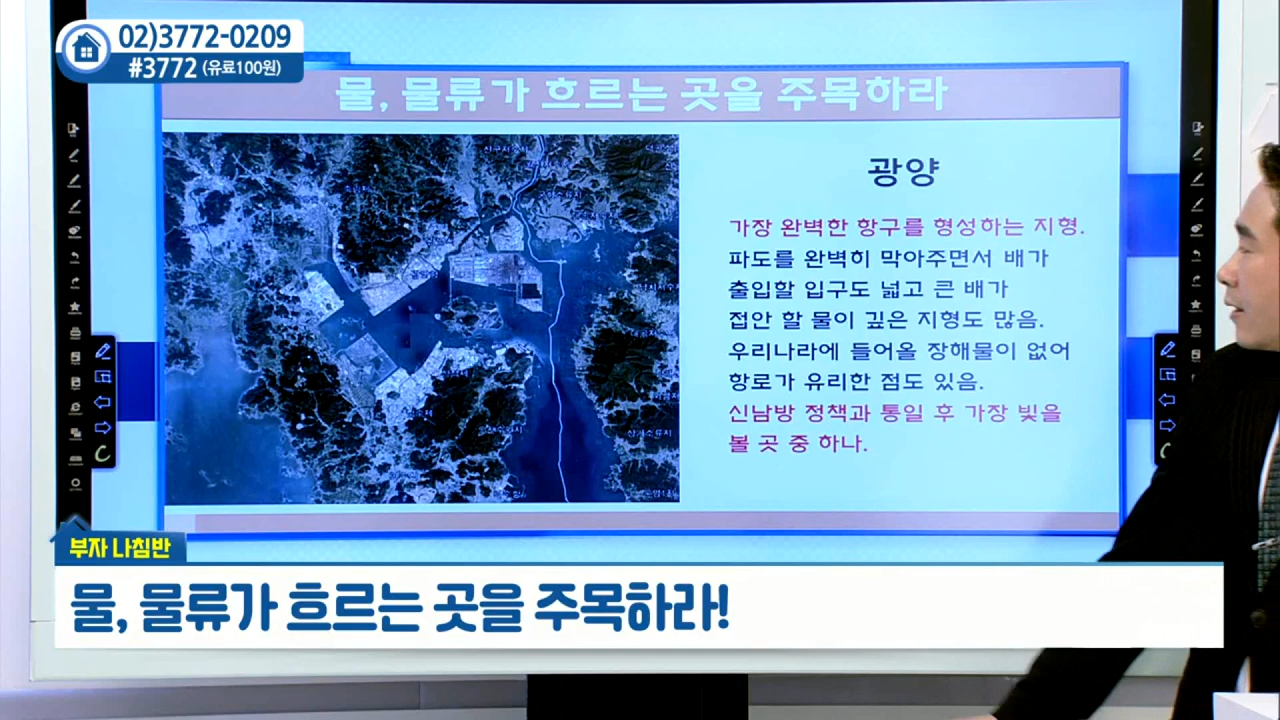 02)3772-0209
#3772 (유료100원)
물, 물류가 흐르는 곳을 주목하라
광양
가장 완벽한 항구를 형성하는 지형.
파도를 완벽히 막아주면서 배가
출입할 입구도 넓고 큰 배가
접안 할 물이 깊은 지형도 많음.
우리나라에 들어올 장해물이 없어
항로가 유리한 점도 있음.
신남방 정책과 통일 후 가장 빛을
볼 곳 중 하나.
부자 나침반
물, 물류가 흐르는 곳을 주목하라!